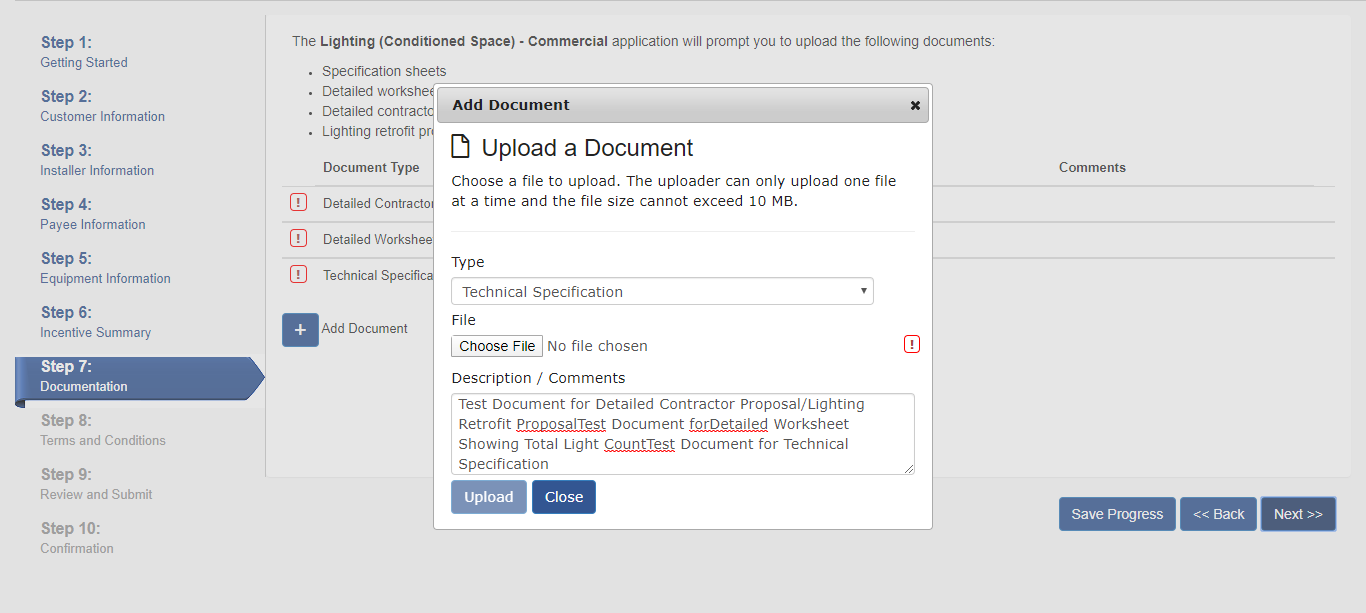 Step 1:
Getting Started
Step 2:
Customer Information
Step 3:
Installer Information
Step 4:
Payee Information
Step 5:
Equipment Information
Step 6:
Incentive Summary
Step 7:
Documentation
Step 8:
Terms and Conditions
Step 9:
Review and Submit
Step 10:
Confirmation
The Lighting (Conditioned Space) - Commercial application will prompt you to upload the following documents:
Specification sheets
Detailed workshee
Detailed contracto
Lighting retrofit pr
Document Type
Comments
! Detailed Contractor
! Detailed Workshee
! Technical Specifica
+ Add Document
Add Document ×
Upload a Document
Choose a file to upload. The uploader can only upload one file
at a time and the file size cannot exceed 10 MB.
Type
Technical Specification
File
Choose File No file chosen !
Description / Comments
Test Document for Detailed Contractor Proposal/Lighting
Retrofit ProposalTest Document forDetailed Worksheet
Showing Total Light CountTest Document for Technical
Specification
Upload Close
Save Progress << Back Next >>